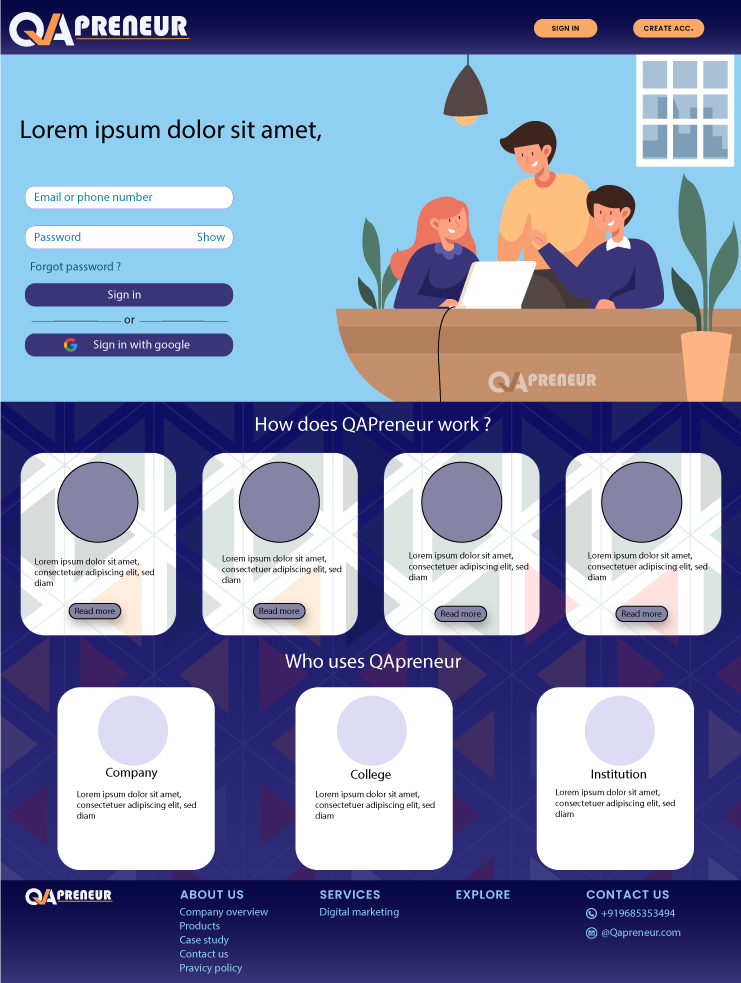 QAPRENEUR
SIGN IN
CREATE ACC.
Lorem ipsum dolor sit amet,
Email or phone number
Password Show
Forgot password ?
Sign in
or
Sign in with google
QAPRENEUR
How does QAPreneur work ?
Lorem ipsum dolor sit amet,
consectetuer adipiscing elit, sed
diam
Read more
Lorem ipsum dolor sit amet,
consectetuer adipiscing elit, sed
diam
Read more
Lorem ipsum dolor sit amet,
consectetuer adipiscing elit, sed
diam
Read more
Lorem ipsum dolor sit amet,
consectetuer adipiscing elit, sed
diam
Read more
Who uses QApreneur
Company
Lorem ipsum dolor sit amet,
consectetuer adipiscing elit, sed
diam
College
Lorem ipsum dolor sit amet,
consectetuer adipiscing elit, sed
diam
Institution
Lorem ipsum dolor sit amet,
consectetuer adipiscing elit, sed
diam
QAPRENEUR
ABOUT US
Company overview
Products
Case study
Contact us
Pravicy policy
SERVICES
Digital marketing
EXPLORE
CONTACT US
+919685353494
@Qapreneur.com